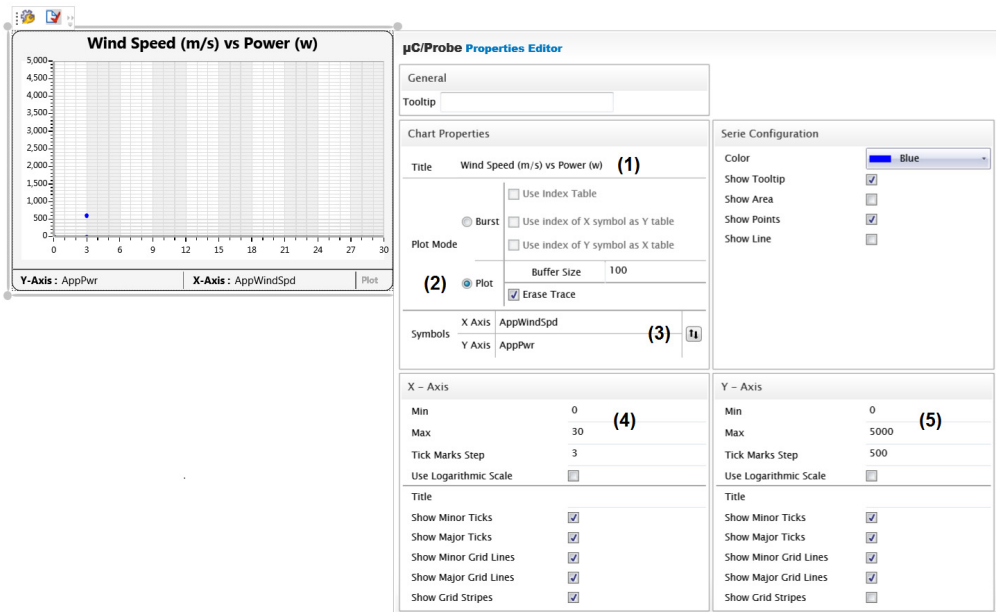 Wind Speed (m/s) vs Power (w)
5,000
4,500
4,000
3,500
3,000
2,500
2,000
1,500
1,000
500
0
0 3 6 9 12 15 18 21 24 27 30
Y-Axis : AppPwr X-Axis : AppWindSpd Plot
µC/Probe Properties Editor
General
Tooltip
Chart Properties
Title Wind Speed (m/s) vs Power (w) (1)
Plot Mode
Burst
Use Index Table
Use index of X symbol as Y table
Use index of Y symbol as X table
(2) Plot
Buffer Size 100
Erase Trace
Symbols
X Axis AppWindSpd
Y Axis AppPwr
(3)
Serie Configuration
Color Blue
Show Tooltip
Show Area
Show Points
Show Line
X – Axis
Min 0
(4)
Max 30
Tick Marks Step 3
Use Logarithmic Scale
Title
Show Minor Ticks
Show Major Ticks
Show Minor Grid Lines
Show Major Grid Lines
Show Grid Stripes
Y – Axis
Min 0
(5)
Max 5000
Tick Marks Step 500
Use Logarithmic Scale
Title
Show Minor Ticks
Show Major Ticks
Show Minor Grid Lines
Show Major Grid Lines
Show Grid Stripes